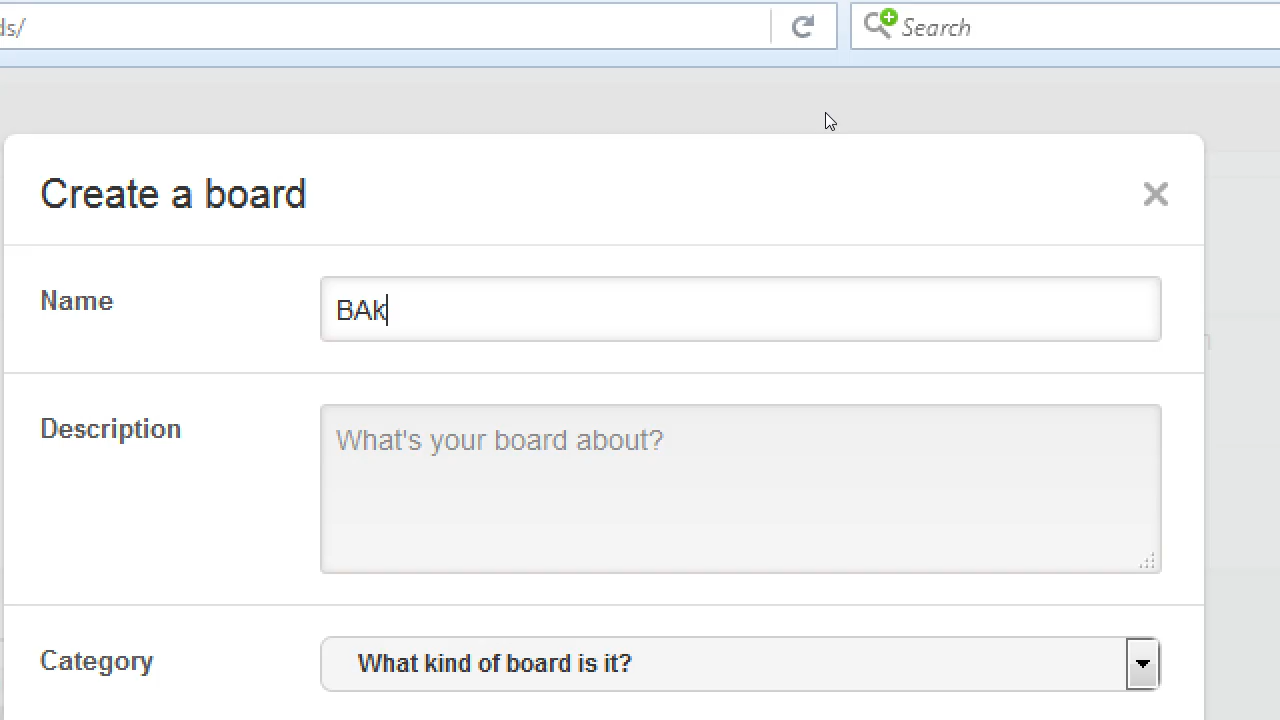 ds/
Search
Create a board
Name
BAk
Description
What's your board about?
Category
What kind of board is it?